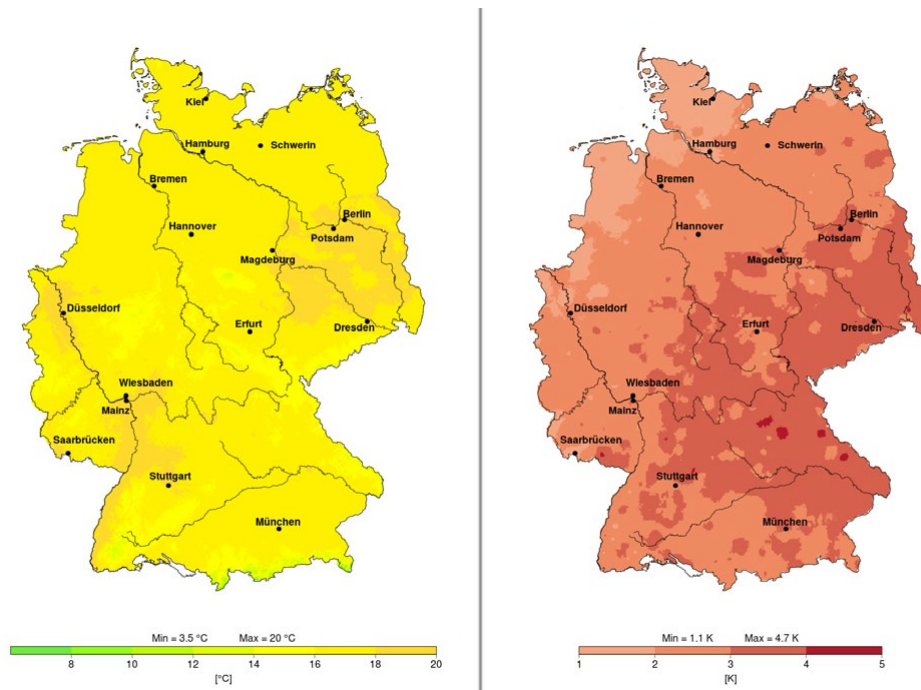 Kiel
Hamburg
Schwerin
Bremen
Berlin
Hannover
Potsdam
Magdeburg
Düsseldorf
Erfurt
Dresden
Wiesbaden
Mainz
Saarbrücken
Stuttgart
München
Min = 3.5 °C Max = 20 °C
8 10 12 14 16 18 20
[°C]
Kiel
Hamburg
Schwerin
Bremen
Berlin
Hannover
Potsdam
Magdeburg
Düsseldorf
Erfurt
Dresden
Wiesbaden
Mainz
Saarbrücken
Stuttgart
München
Min = 1.1 K Max = 4.7 K
1 2 3 4 5
[K]